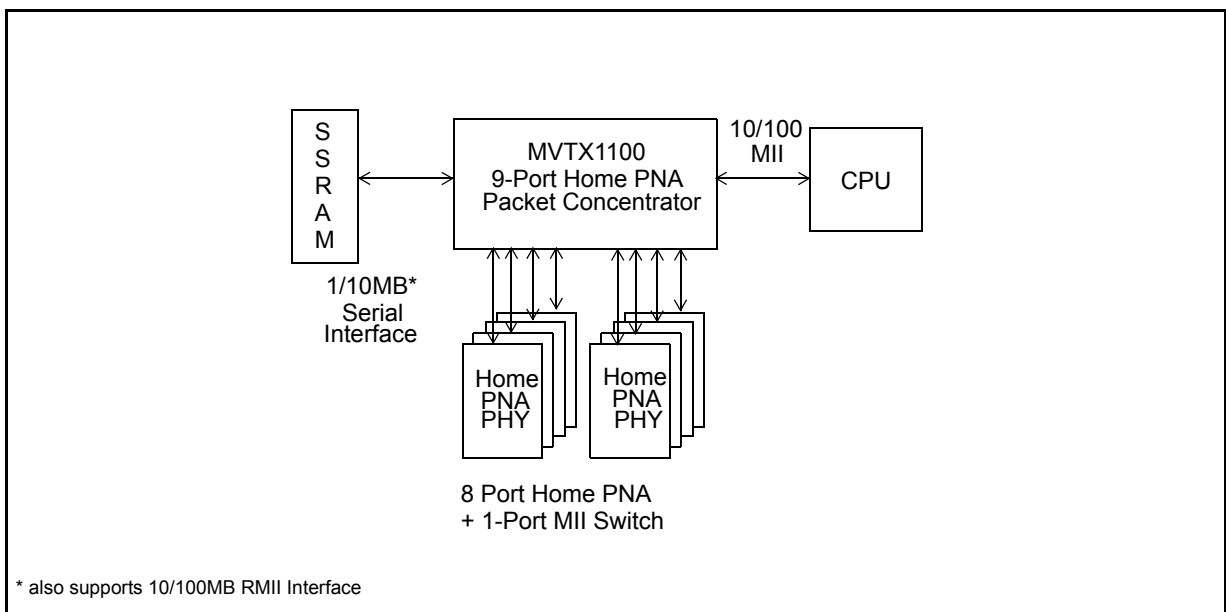 S
S
R
A
M
MVTX1100
9-Port Home PNA
Packet Concentrator
10/100
MII
CPU
1/10MB*
Serial
Interface
Home
PNA
PHY
Home
PNA
PHY
8 Port Home PNA
+ 1-Port MII Switch
* also supports 10/100MB RMII Interface